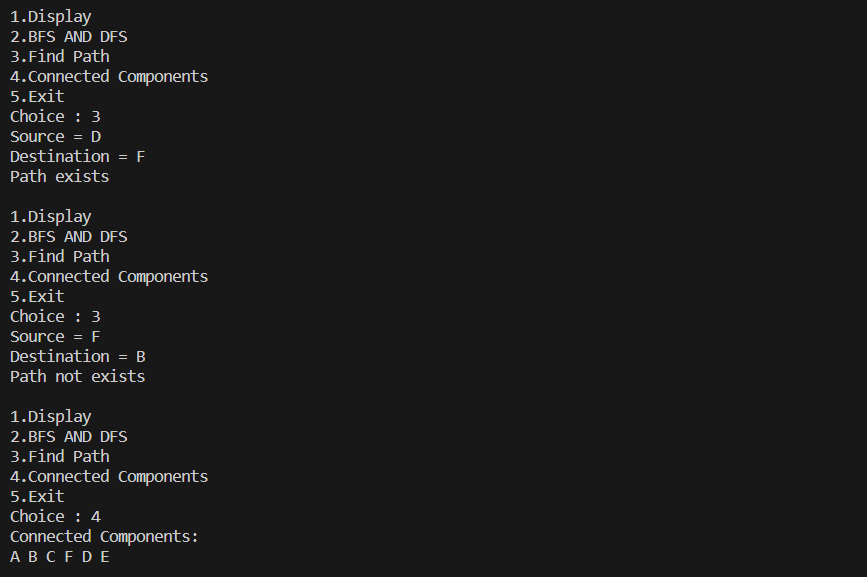 1.Display
2.BFS AND DFS
3.Find Path
4.Connected Components
5.Exit
Choice : 3
Source = D
Destination = F
Path exists

1.Display
2.BFS AND DFS
3.Find Path
4.Connected Components
5.Exit
Choice : 3
Source = F
Destination = B
Path not exists

1.Display
2.BFS AND DFS
3.Find Path
4.Connected Components
5.Exit
Choice : 4
Connected Components:
A B C F D E